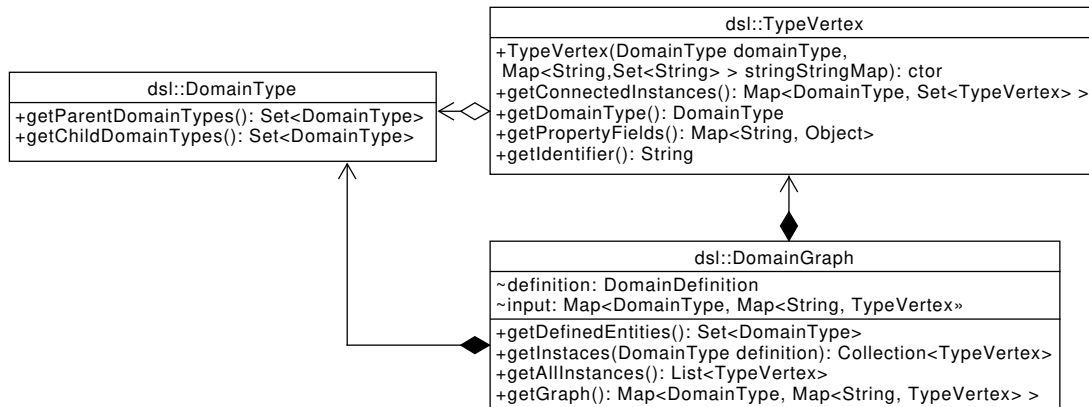 dsl::DomainType
+getParentDomainTypes(): Set<DomainType>
+getChildDomainTypes(): Set<DomainType>
dsl::TypeVertex
+TypeVertex(DomainType domainType,
Map<String,Set<String> > stringStringMap): ctor
+getConnectedInstances(): Map<DomainType, Set<TypeVertex> >
+getDomainType(): DomainType
+getPropertyFields(): Map<String, Object>
+getIdentifier(): String
dsl::DomainGraph
~definition: DomainDefinition
~input: Map<DomainType, Map<String, TypeVertex»
+getDefinedEntities(): Set<DomainType>
+getInstaces(DomainType definition): Collection<TypeVertex>
+getAllInstances(): List<TypeVertex>
+getGraph(): Map<DomainType, Map<String, TypeVertex> >